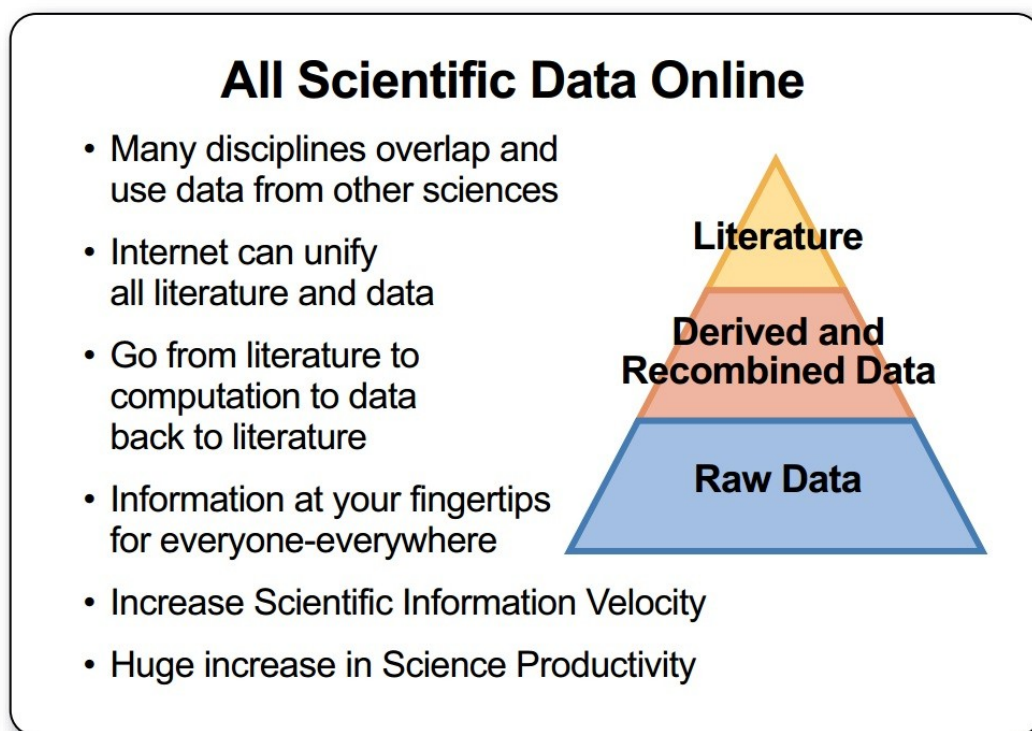 All Scientific Data Online
• Many disciplines overlap and
use data from other sciences
• Internet can unify
all literature and data
• Go from literature to
computation to data
back to literature
• Information at your fingertips
for everyone-everywhere
• Increase Scientific Information Velocity
• Huge increase in Science Productivity
Literature
Derived and
Recombined Data
Raw Data